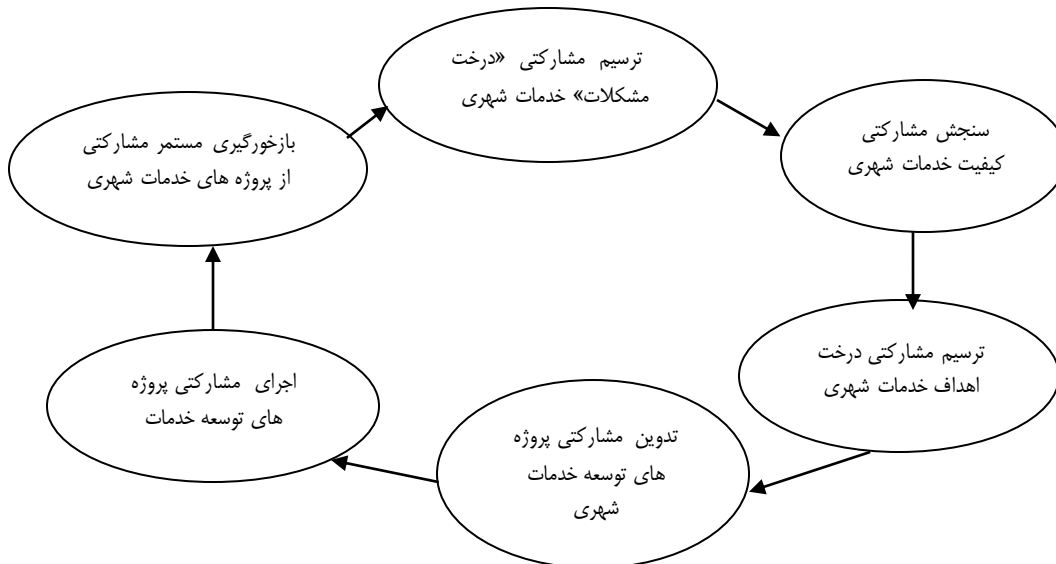 ترسیم مشارکتی «درخت
مشکلات» خدمات شهری
سنجش مشارکتی
کیفیت خدمات شهری
ترسیم مشارکتی درخت
اهداف خدمات شهری
تدوین مشارکتی پروژه
های توسعه خدمات
شهری
اجرای مشارکتی پروژه
های توسعه خدمات
بازخورگیری مستمر مشارکتی
از پروژه های خدمات شهری